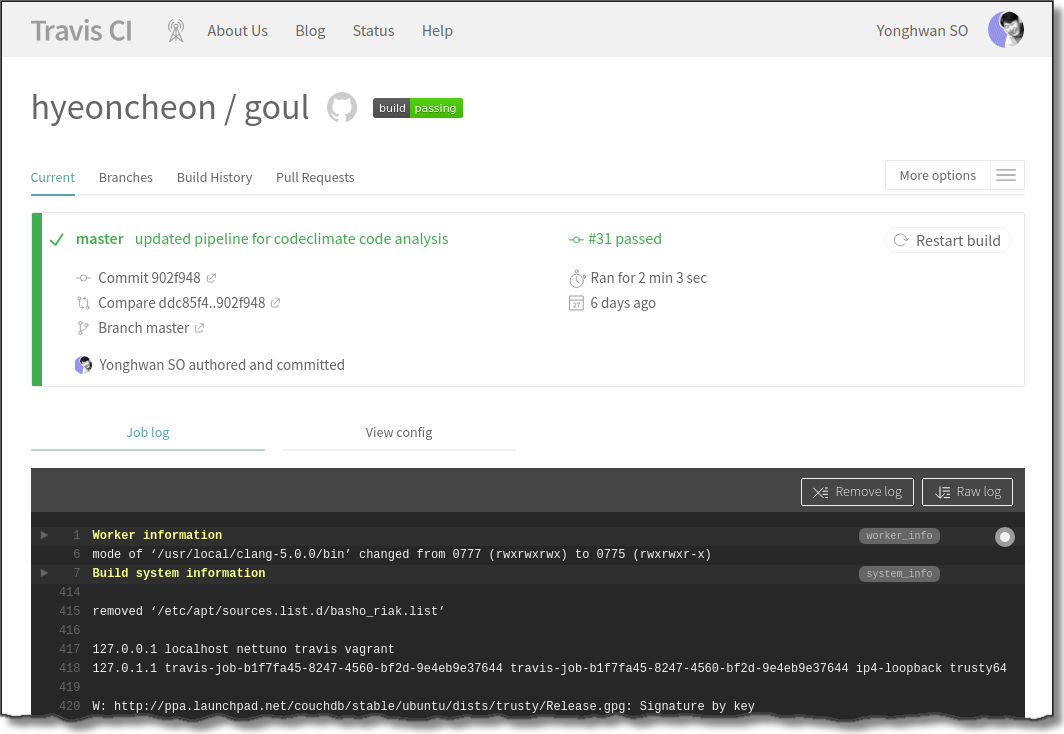 Travis CI About Us Blog Status Help Yonghwan SO
hyeoncheon / goul build passing
Current Branches Build History Pull Requests More options
master updated pipeline for codeclimate code analysis #31 passed Restart build
Commit 902f948 Ran for 2 min 3 sec
Compare ddc85f4..902f948 27 6 days ago
Branch master
Yonghwan SO authored and committed
Job log View config
Remove log Raw log
1 Worker information worker_info
6 mode of ‘/usr/local/clang-5.0.0/bin’ changed from 0777 (rwxrwxrwx) to 0775 (rwxrwxr-x)
7 Build system information system_info
414
415 removed ‘/etc/apt/sources.list.d/basho_riak.list’
416
417 127.0.0.1 localhost nettuno travis vagrant
418 127.0.1.1 travis-job-b1f7fa45-8247-4560-bf2d-9e4eb9e37644 travis-job-b1f7fa45-8247-4560-bf2d-9e4eb9e37644 ip4-loopback trusty64
419
420 W: http://ppa.launchpad.net/couchdb/stable/ubuntu/dists/trusty/Release.gpg: Signature by key